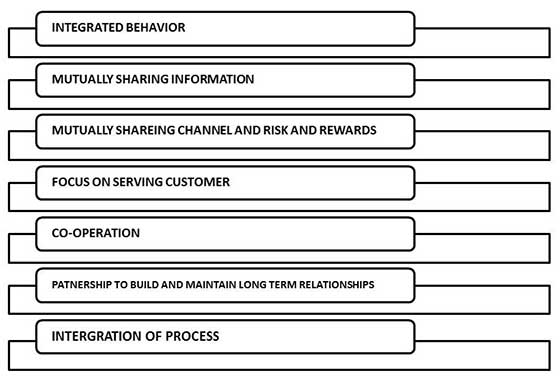 INTEGRATED BEHAVIOR
MUTUALLY SHARING INFORMATION
MUTUALLY SHAREING CHANNEL AND RISK AND REWARDS
FOCUS ON SERVING CUSTOMER
CO-OPERATION
PATNERSHIP TO BUILD AND MAINTAIN LONG TERM RELATIONSHIPS
INTERGRATION OF PROCESS